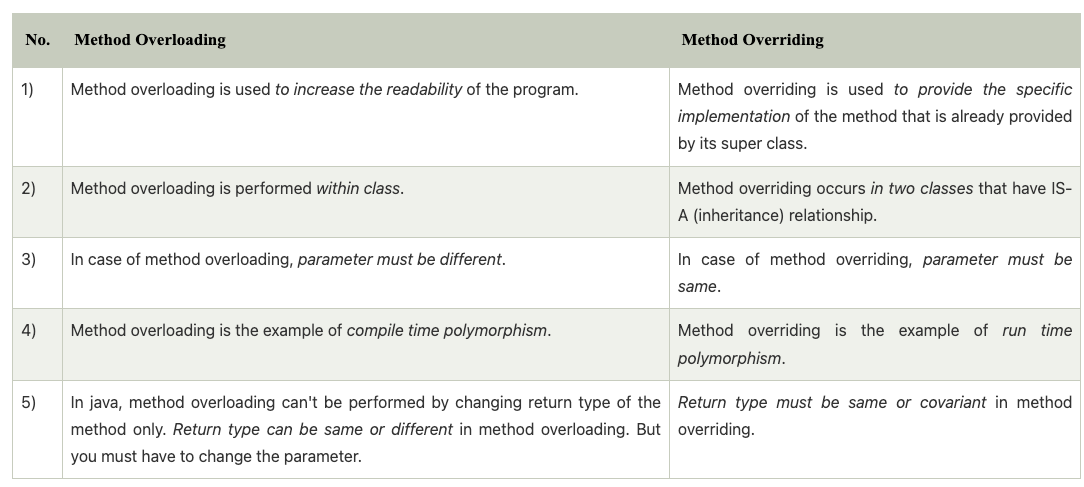 No. Method Overloading Method Overriding
1) Method overloading is used to increase the readability of the program. Method overriding is used to provide the specific
implementation of the method that is already provided
by its super class.
2) Method overloading is performed within class. Method overriding occurs in two classes that have IS-
A (inheritance) relationship.
3) In case of method overloading, parameter must be different. In case of method overriding, parameter must be
same.
4) Method overloading is the example of compile time polymorphism. Method overriding is the example of run time
polymorphism.
5) In java, method overloading can't be performed by changing return type of the Return type must be same or covariant in method
method only. Return type can be same or different in method overloading. But overriding.
you must have to change the parameter.